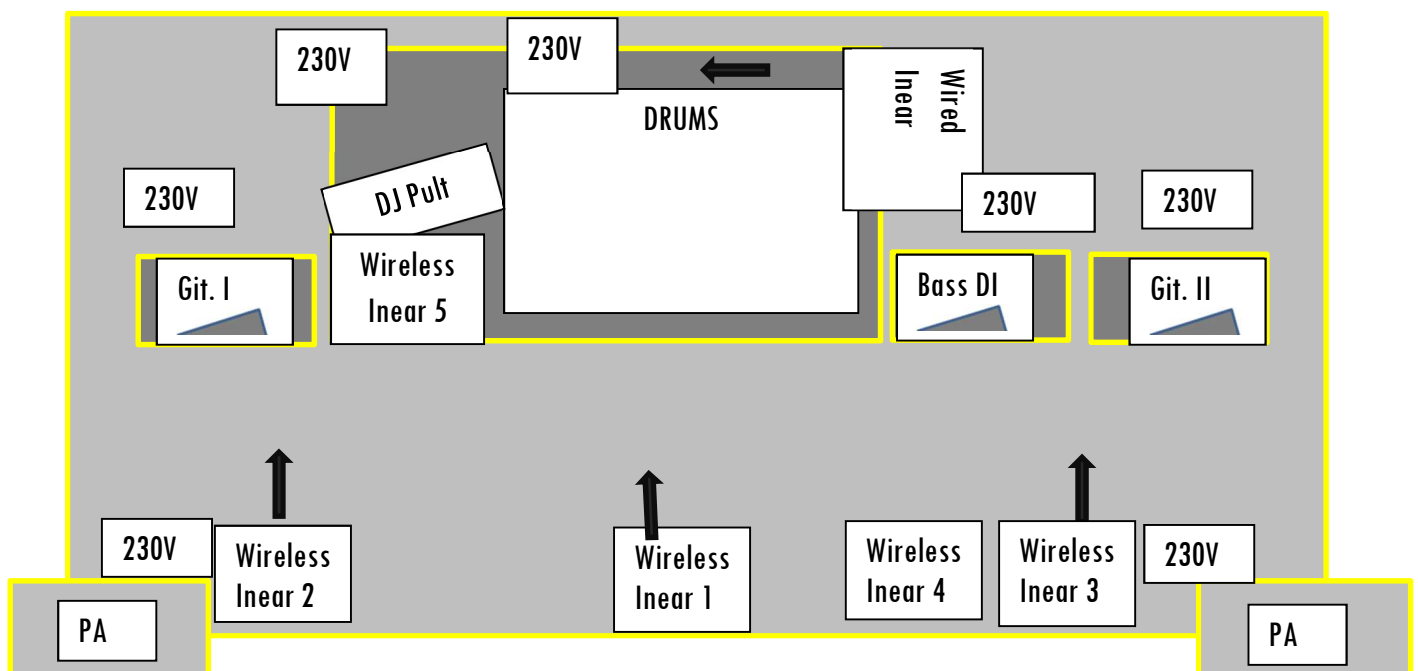 230V
230V
DRUMS
Wired
Inear
DJ Pult
230V
230V
230V
Wireless
Inear 5
Git. I
Bass DI
Git. II
230V
Wireless
Inear 2
Wireless
Inear 1
Wireless
Inear 4
Wireless
Inear 3
230V
PA
PA